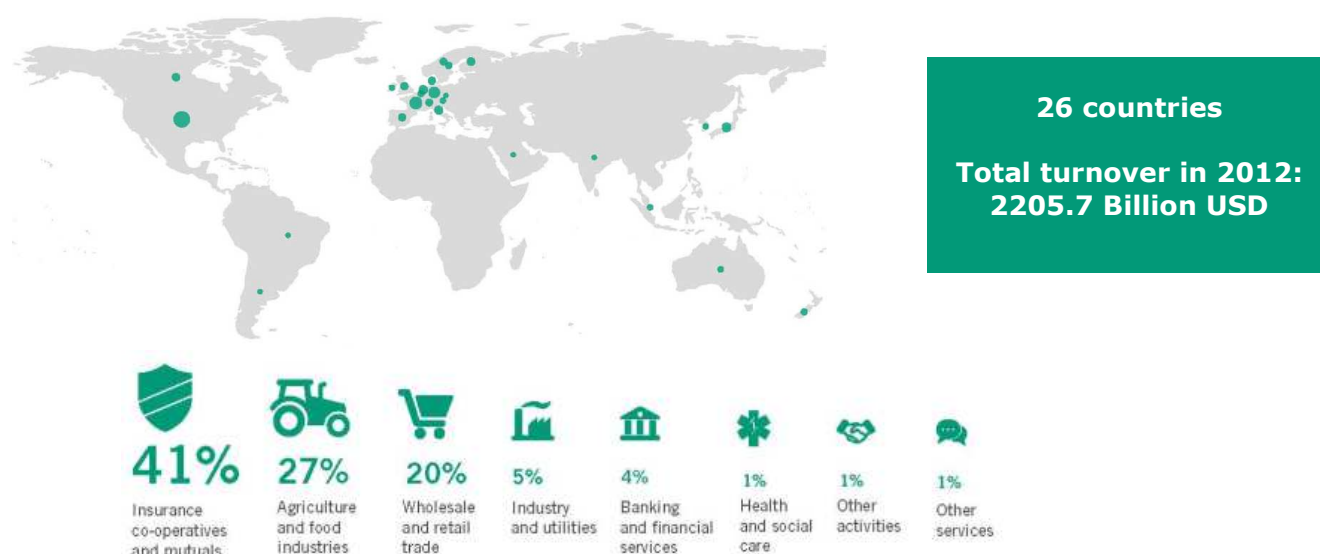 26 countries
Total turnover in 2012:
2205.7 Billion USD
41%
Insurance
co-operatives
and mutuals
27%
Agriculture
and food
industries
20%
Wholesale
and retail
trade
5%
Industry
and utilities
4%
Banking
and financial
services
1%
Health
and social
care
1%
Other
activities
1%
Other
services